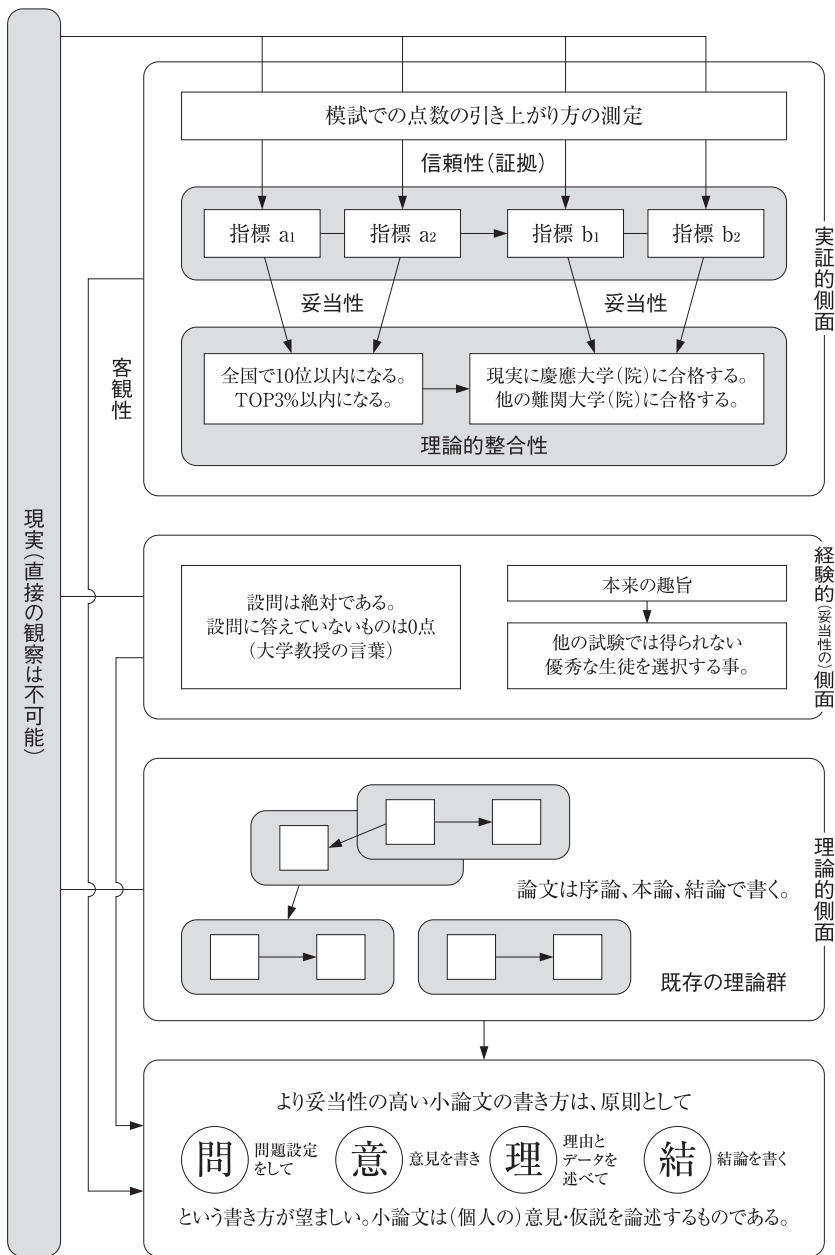 現実(直接の観察は不可能)
客観性
模試での点数の引き上がり方の測定
信頼性(証拠)
指標 a1
指標 a2
指標 b1
指標 b2
妥当性
妥当性
全国で10位以内になる。
TOP3%以内になる。
現実に慶應大学(院)に合格する。
他の難関大学(院)に合格する。
理論的整合性
実証的側面
設問は絶対である。
設問に答えていないものは0点
(大学教授の言葉)
本来の趣旨
他の試験では得られない
優秀な生徒を選択する事。
経験的(妥当性の)側面
論文は序論、本論、結論で書く。
既存の理論群
理論的側面
より妥当性の高い小論文の書き方は、原則として
問
問題設定
をして
意
意見を書き
理
理由と
データを
述べて
結
結論を書く
という書き方が望ましい。小論文は(個人の)意見・仮説を論述するものである。